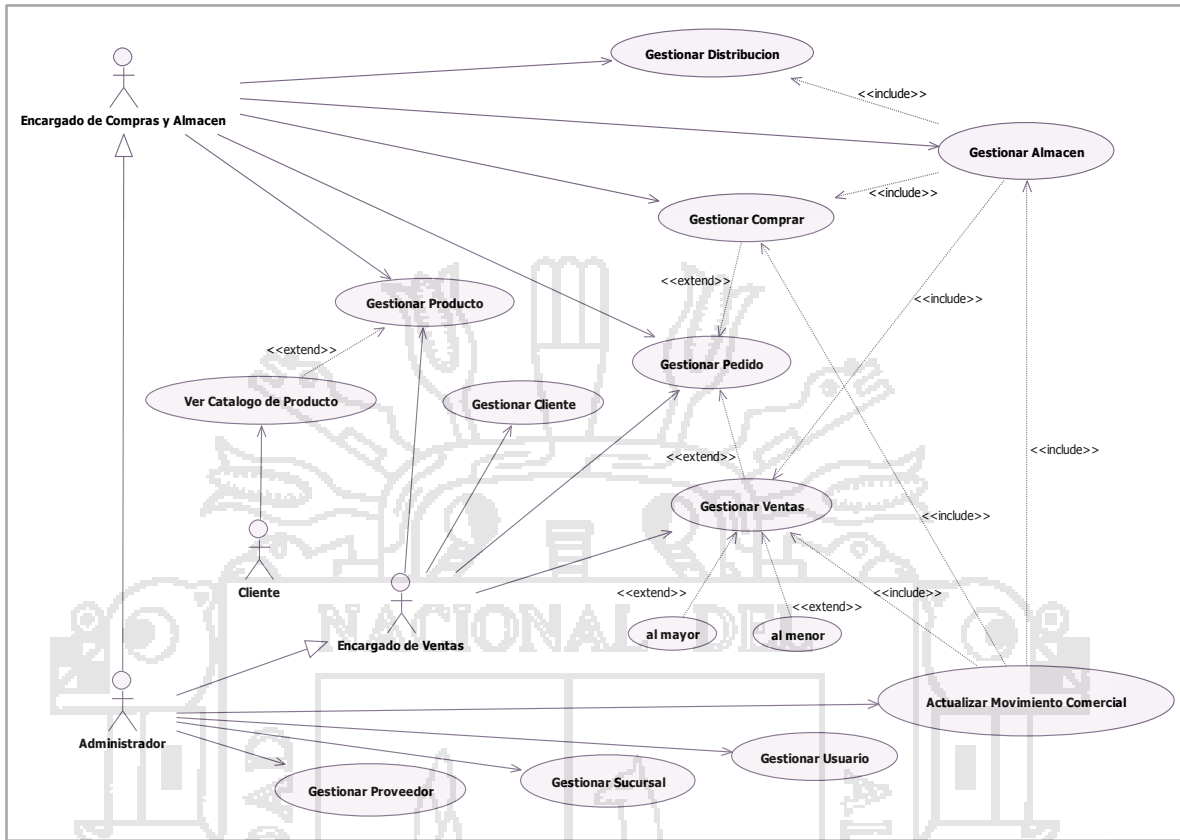 Gestionar Distribucion
<<include>>
Encargado de Compras y Almacen
Gestionar Almacen
<<include>>
Gestionar Comprar
<<extend>>
<<include>>
Gestionar Producto
<<extend>>
Gestionar Pedido
Ver Catalogo de Producto
Gestionar Cliente
<<extend>>
<<include>>
Gestionar Ventas
<<include>>
Cliente
<<extend>>
<<extend>>
<<include>>
NACIONAL DEL
Encargado de Ventas
al mayor
al menor
Administrador
Actualizar Movimiento Comercial
Gestionar Usuario
Gestionar Sucursal
Gestionar Proveedor